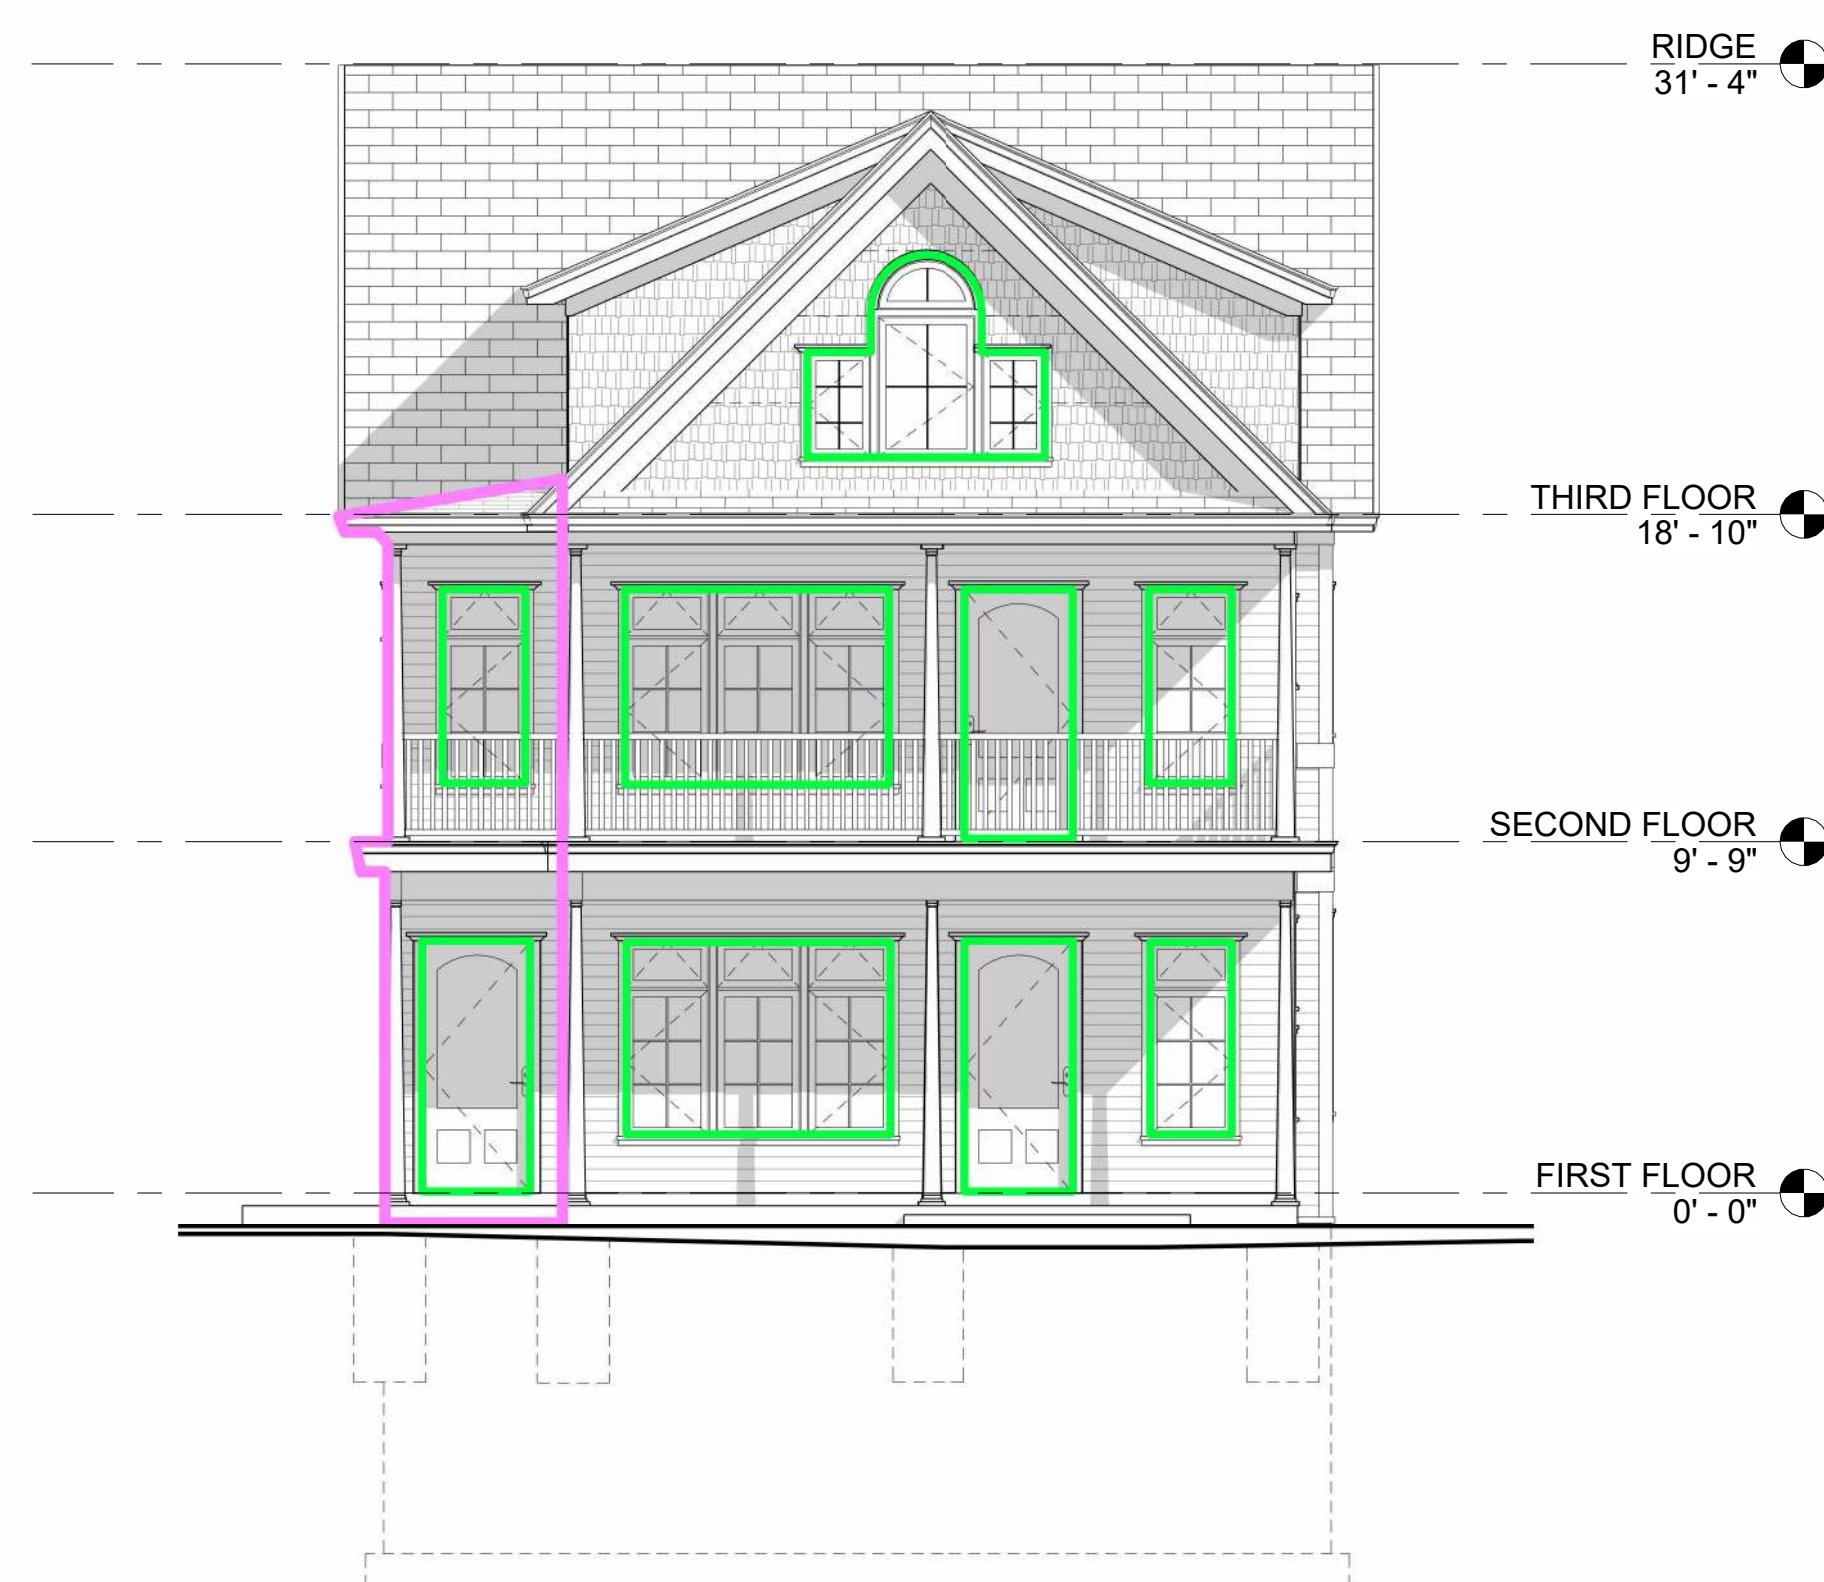 RIDGE
31' - 4"
THIRD FLOOR
18' - 10"
SECOND FLOOR
9' - 9"
FIRST FLOOR
0' - 0"